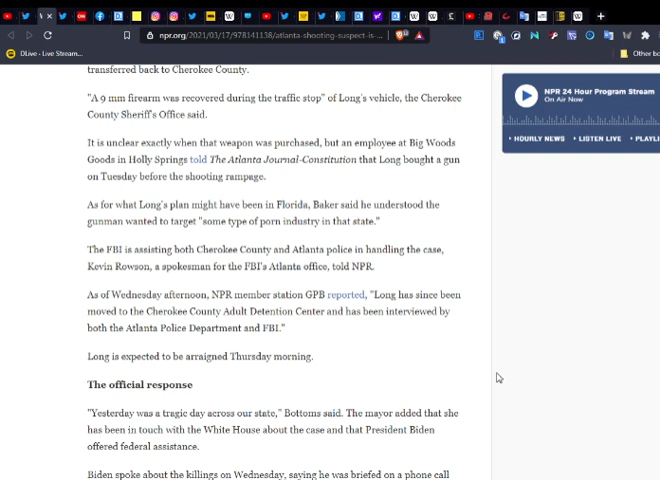 npr.org/2021/03/17/978141138/atlanta-shooting-suspect-is-...
DLive - Live Stream...
Other bo
transferred back to Cherokee County.
"A 9 mm firearm was recovered during the traffic stop" of Long's vehicle, the Cherokee
County Sheriff's Office said.
It is unclear exactly when that weapon was purchased, but an employee at Big Woods
Goods in Holly Springs told The Atlanta Journal-Constitution that Long bought a gun
on Tuesday before the shooting rampage.
As for what Long's plan might have been in Florida, Baker said he understood the
gunman wanted to target "some type of porn industry in that state."
The FBI is assisting both Cherokee County and Atlanta police in handling the case,
Kevin Rowson, a spokesman for the FBI's Atlanta office, told NPR.
As of Wednesday afternoon, NPR member station GPB reported, "Long has since been
moved to the Cherokee County Adult Detention Center and has been interviewed by
both the Atlanta Police Department and FBI."
Long is expected to be arraigned Thursday morning.
The official response
"Yesterday was a tragic day across our state," Bottoms said. The mayor added that she
has been in touch with the White House about the case and that President Biden
offered federal assistance.
Biden spoke about the killings on Wednesday, saying he was briefed on a phone call
NPR 24 Hour Program Stream
On Air Now
HOURLY NEWS
LISTEN LIVE
PLAYLI